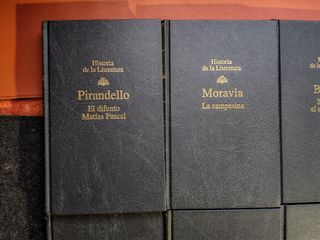 Historia
de la Literatura
Pirandello
El difunto
Matías Pascal
Historia
de la Literatura
Moravia
La campesina